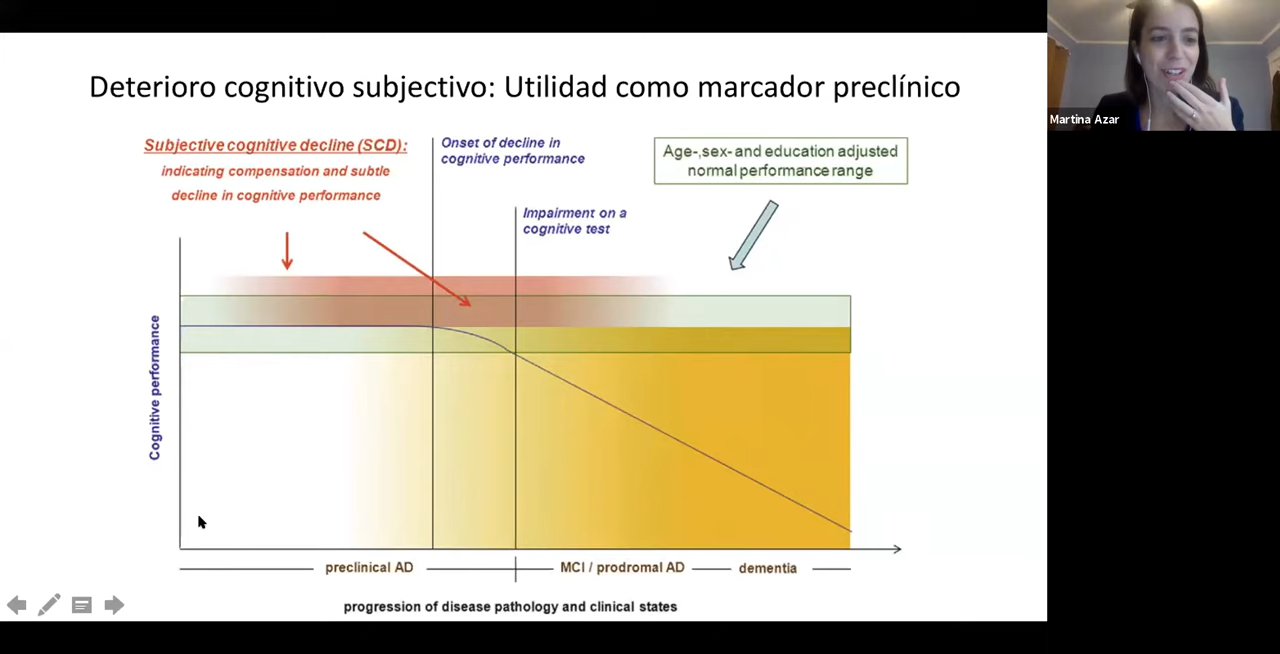 Deterioro cognitivo subjectivo: Utilidad como marcador preclínico
Martina Azar
Subjective cognitive decline (SCD):
indicating compensation and subtle
decline in cognitive performance
Onset of decline in
cognitive performance
Impairment on a
cognitive test
Age-,sex- and education adjusted
normal performance range
Cognitive performance
preclinical AD
MCI / prodromal AD
dementia
progression of disease pathology and clinical states